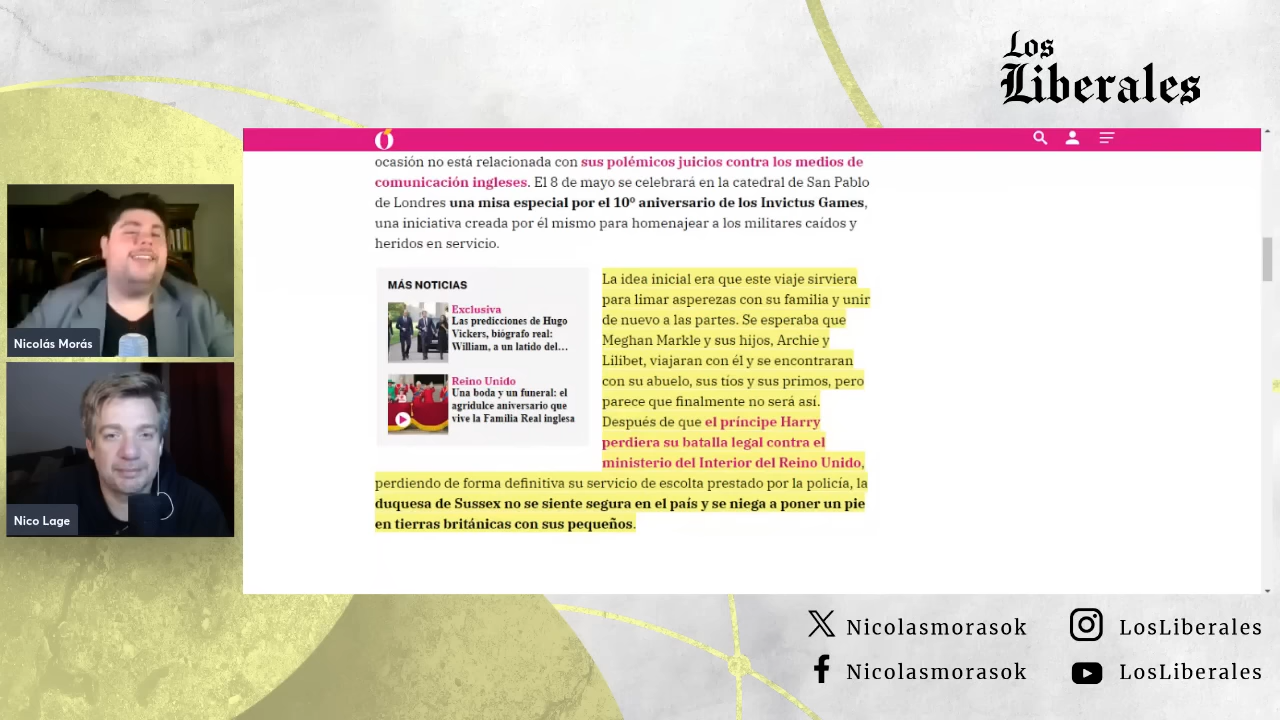 Los
Liberales
Ó
ocasión no está relacionada con sus polémicos juicios contra los medios de
comunicación ingleses. El 8 de mayo se celebrará en la catedral de San Pablo
de Londres una misa especial por el 10º aniversario de los Invictus Games,
una iniciativa creada por él mismo para homenajear a los militares caídos y
heridos en servicio.
MÁS NOTICIAS
Exclusiva
Las predicciones de Hugo
Vickers, biógrafo real:
William, a un latido del...
Reino Unido
Una boda y un funeral: el
agridulce aniversario que
vive la Familia Real inglesa
La idea inicial era que este viaje sirviera
para limar asperezas con su familia y unir
de nuevo a las partes. Se esperaba que
Meghan Markle y sus hijos, Archie y
Lilibet, viajaran con él y se encontraran
con su abuelo, sus tíos y sus primos, pero
parece que finalmente no será así.
Después de que el príncipe Harry
perdiera su batalla legal contra el
ministerio del Interior del Reino Unido,
perdiendo de forma definitiva su servicio de escolta prestado por la policía, la
duquesa de Sussex no se siente segura en el país y se niega a poner un pie
en tierras británicas con sus pequeños.
Nicolás Morás
Nico Lage
Nicolasmorasok
LosLiberales
Nicolasmorasok
LosLiberales